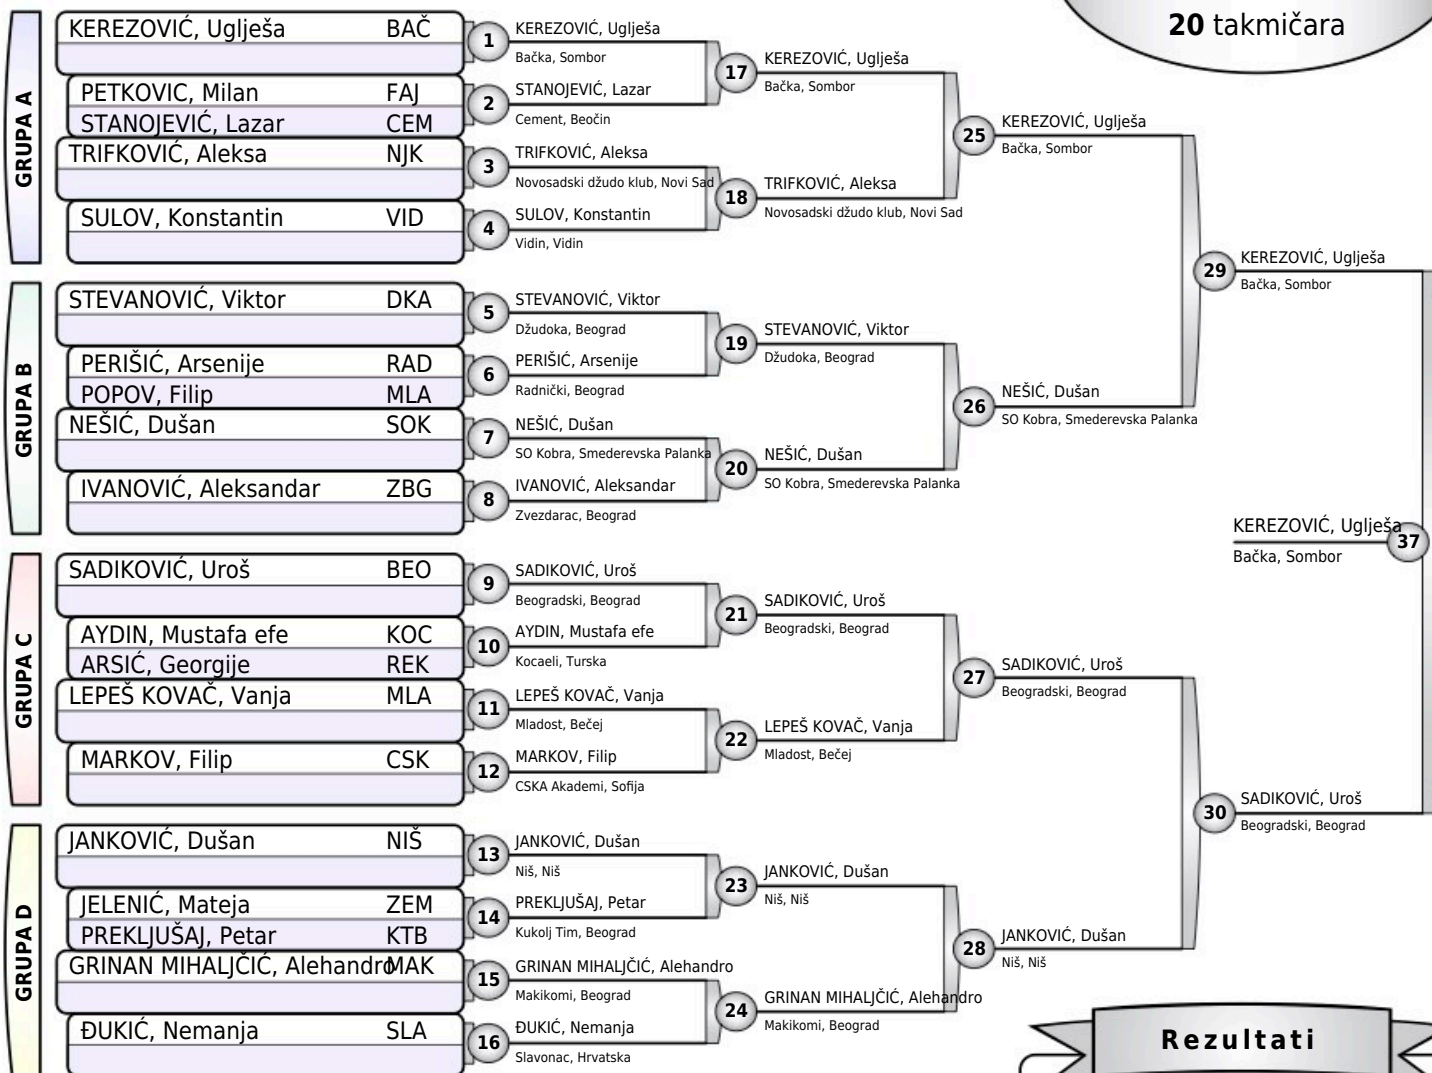 20 takmičara
GRUPA A
KEREZOVIĆ, Uglješa BAČ
PETKOVIC, Milan FAJ
STANOJEVIĆ, Lazar CEM
TRIFKOVIĆ, Aleksa NJK
SULOV, Konstantin VID
GRUPA B
STEVANOVIĆ, Viktor DKA
PERIŠIĆ, Arsenije RAD
POPOV, Filip MLA
NEŠIĆ, Dušan SOK
IVANOVIĆ, Aleksandar ZBG
GRUPA C
SADIKOVIĆ, Uroš BEO
AYDIN, Mustafa efe KOC
ARSIĆ, Georgije REK
LEPEŠ KOVAČ, Vanja MLA
MARKOV, Filip CSK
GRUPA D
JANKOVIĆ, Dušan NIŠ
JELENIĆ, Mateja ZEM
PREKLJUŠAJ, Petar KTB
GRINAN MIHALJČIĆ, Alehandro MAK
ĐUKIĆ, Nemanja SLA
1 KEREZOVIĆ, Uglješa
Bačka, Sombor
2 STANOJEVIĆ, Lazar
Cement, Beočin
3 TRIFKOVIĆ, Aleksa
Novosadski džudo klub, Novi Sad
4 SULOV, Konstantin
Vidin, Vidin
5 STEVANOVIĆ, Viktor
Džudoka, Beograd
6 PERIŠIĆ, Arsenije
Radnički, Beograd
7 NEŠIĆ, Dušan
SO Kobra, Smederevska Palanka
8 IVANOVIĆ, Aleksandar
Zvezdarac, Beograd
9 SADIKOVIĆ, Uroš
Beogradski, Beograd
10 AYDIN, Mustafa efe
Kocaeli, Turska
11 LEPEŠ KOVAČ, Vanja
Mladost, Bečej
12 MARKOV, Filip
CSKA Akademi, Sofija
13 JANKOVIĆ, Dušan
Niš, Niš
14 PREKLJUŠAJ, Petar
Kukolj Tim, Beograd
15 GRINAN MIHALJČIĆ, Alehandro
Makikomi, Beograd
16 ĐUKIĆ, Nemanja
Slavonac, Hrvatska
17 KEREZOVIĆ, Uglješa
Bačka, Sombor
18 TRIFKOVIĆ, Aleksa
Novosadski džudo klub, Novi Sad
19 STEVANOVIĆ, Viktor
Džudoka, Beograd
20 NEŠIĆ, Dušan
SO Kobra, Smederevska Palanka
21 SADIKOVIĆ, Uroš
Beogradski, Beograd
22 LEPEŠ KOVAČ, Vanja
Mladost, Bečej
23 JANKOVIĆ, Dušan
Niš, Niš
24 GRINAN MIHALJČIĆ, Alehandro
Makikomi, Beograd
25 KEREZOVIĆ, Uglješa
Bačka, Sombor
26 NEŠIĆ, Dušan
SO Kobra, Smederevska Palanka
27 SADIKOVIĆ, Uroš
Beogradski, Beograd
28 JANKOVIĆ, Dušan
Niš, Niš
29 KEREZOVIĆ, Uglješa
Bačka, Sombor
30 SADIKOVIĆ, Uroš
Beogradski, Beograd
KEREZOVIĆ, Uglješa 37
Bačka, Sombor
Rezultati